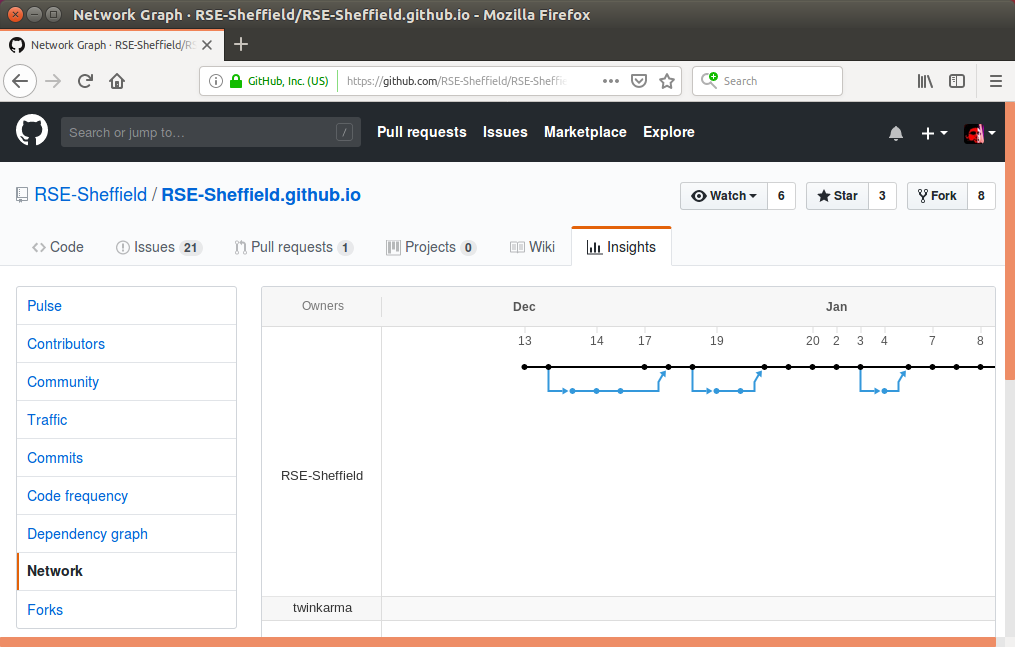 Network Graph · RSE-Sheffield/RSE-Sheffield.github.io - Mozilla Firefox
Network Graph · RSE-Sheffield/RS
GitHub, Inc. (US) https://github.com/RSE-Sheffield/RSE-Sheffie Search
Search or jump to… / Pull requests Issues Marketplace Explore
RSE-Sheffield / RSE-Sheffield.github.io Watch 6 Star 3 Fork 8
Code Issues 21 Pull requests 1 Projects 0 Wiki Insights
Pulse
Contributors
Community
Traffic
Commits
Code frequency
Dependency graph
Network
Forks
Owners Dec Jan
13 14 17 19 20 2 3 4 7 8
RSE-Sheffield
twinkarma